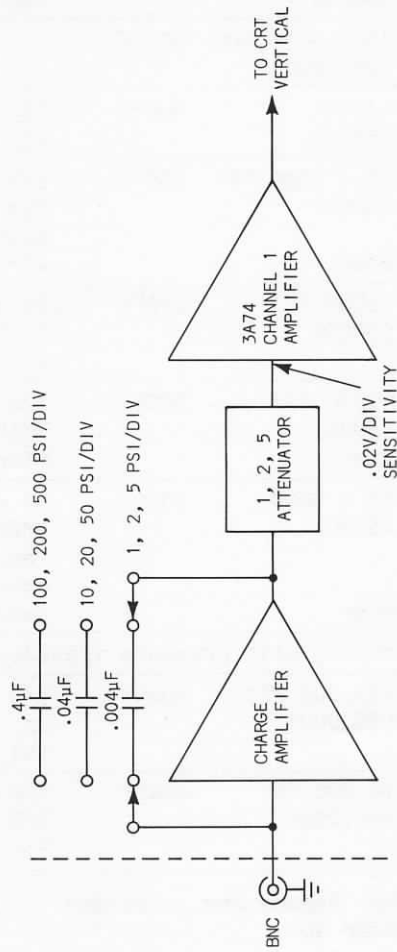 .4μF
100, 200, 500 PSI/DIV
.04μF
10, 20, 50 PSI/DIV
.004μF
1, 2, 5 PSI/DIV
BNC
CHARGE
AMPLIFIER
1, 2, 5
ATTENUATOR
.02V/DIV
SENSITIVITY
3A74
CHANNEL 1
AMPLIFIER
TO CRT
VERTICAL